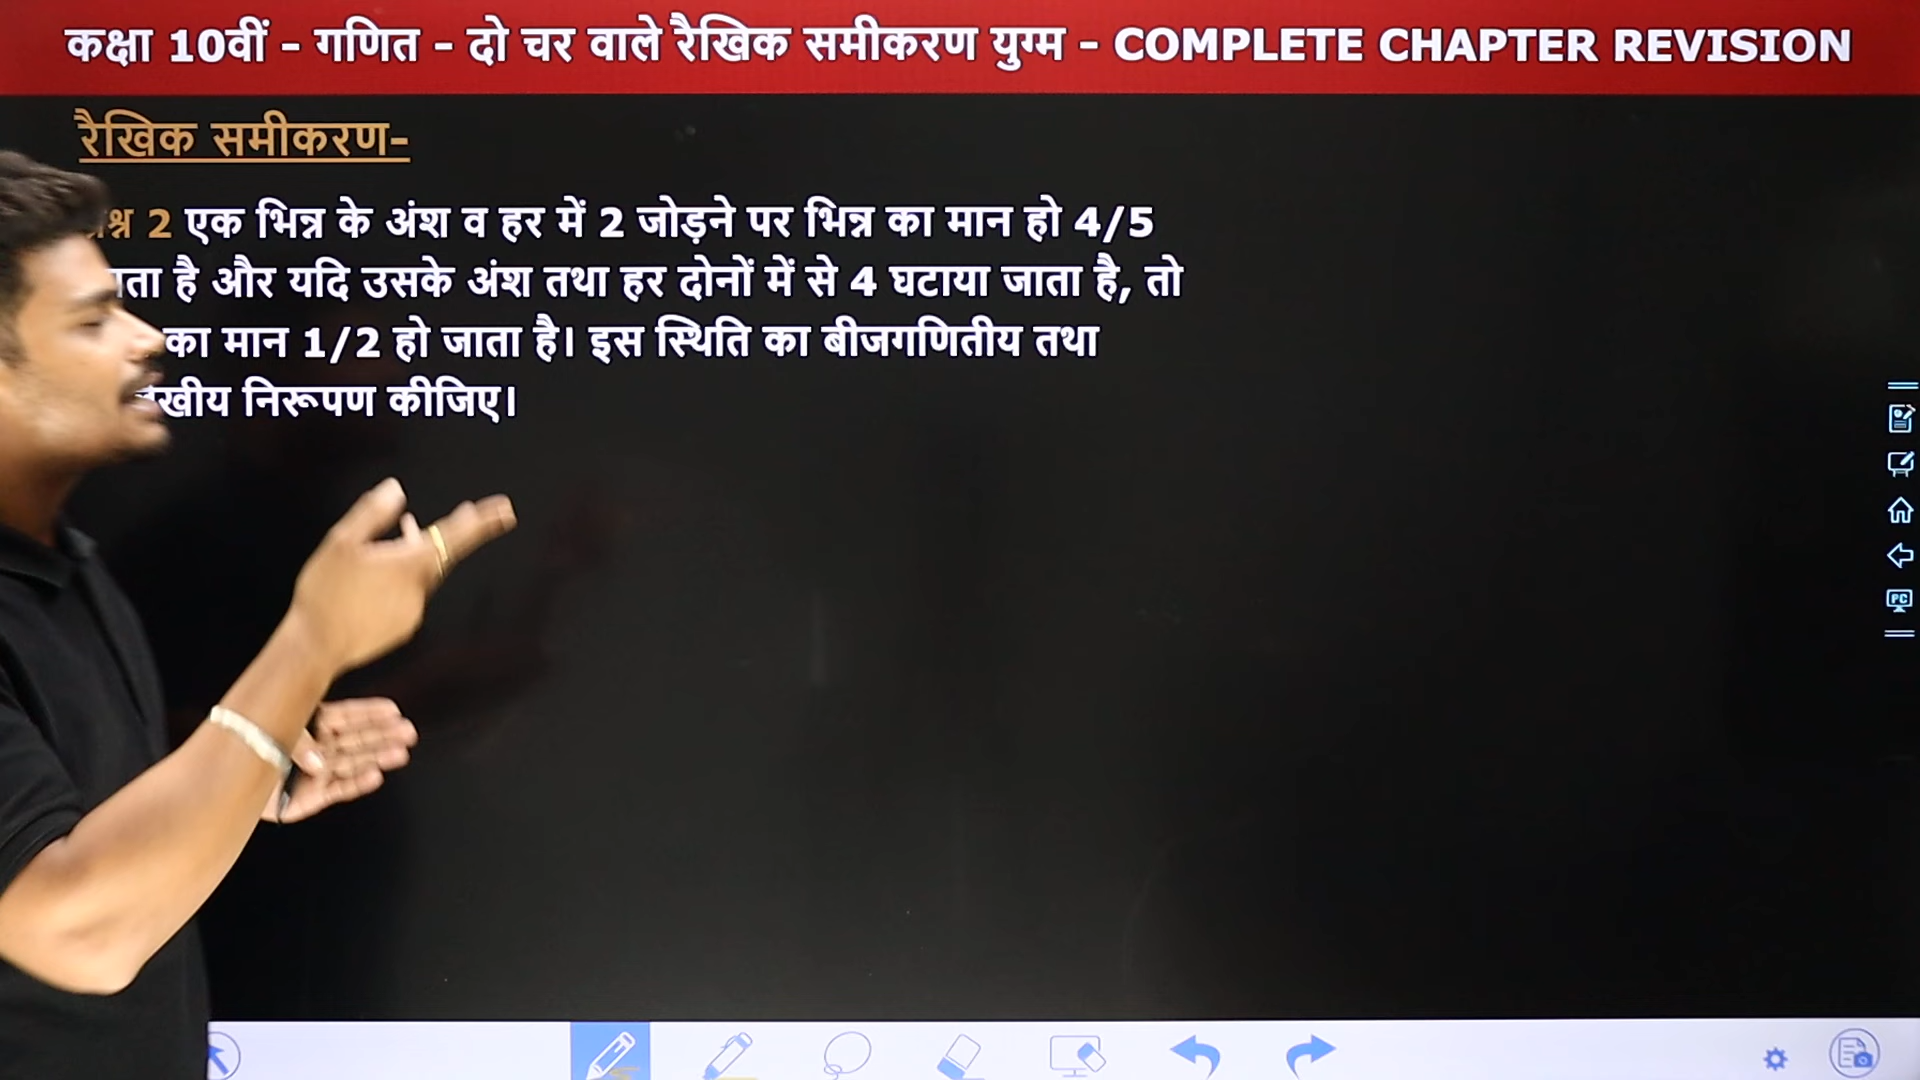 कक्षा 10वीं - गणित - दो चर वाले रैखिक समीकरण युग्म - COMPLETE CHAPTER REVISION
रैखिक समीकरण-
2 एक भिन्न के अंश व हर में 2 जोड़ने पर भिन्न का मान हो 4/5
है और यदि उसके अंश तथा हर दोनों में से 4 घटाया जाता है, तो
का मान 1/2 हो जाता है। इस स्थिति का बीजगणितीय तथा
निरूपण कीजिए।
PC